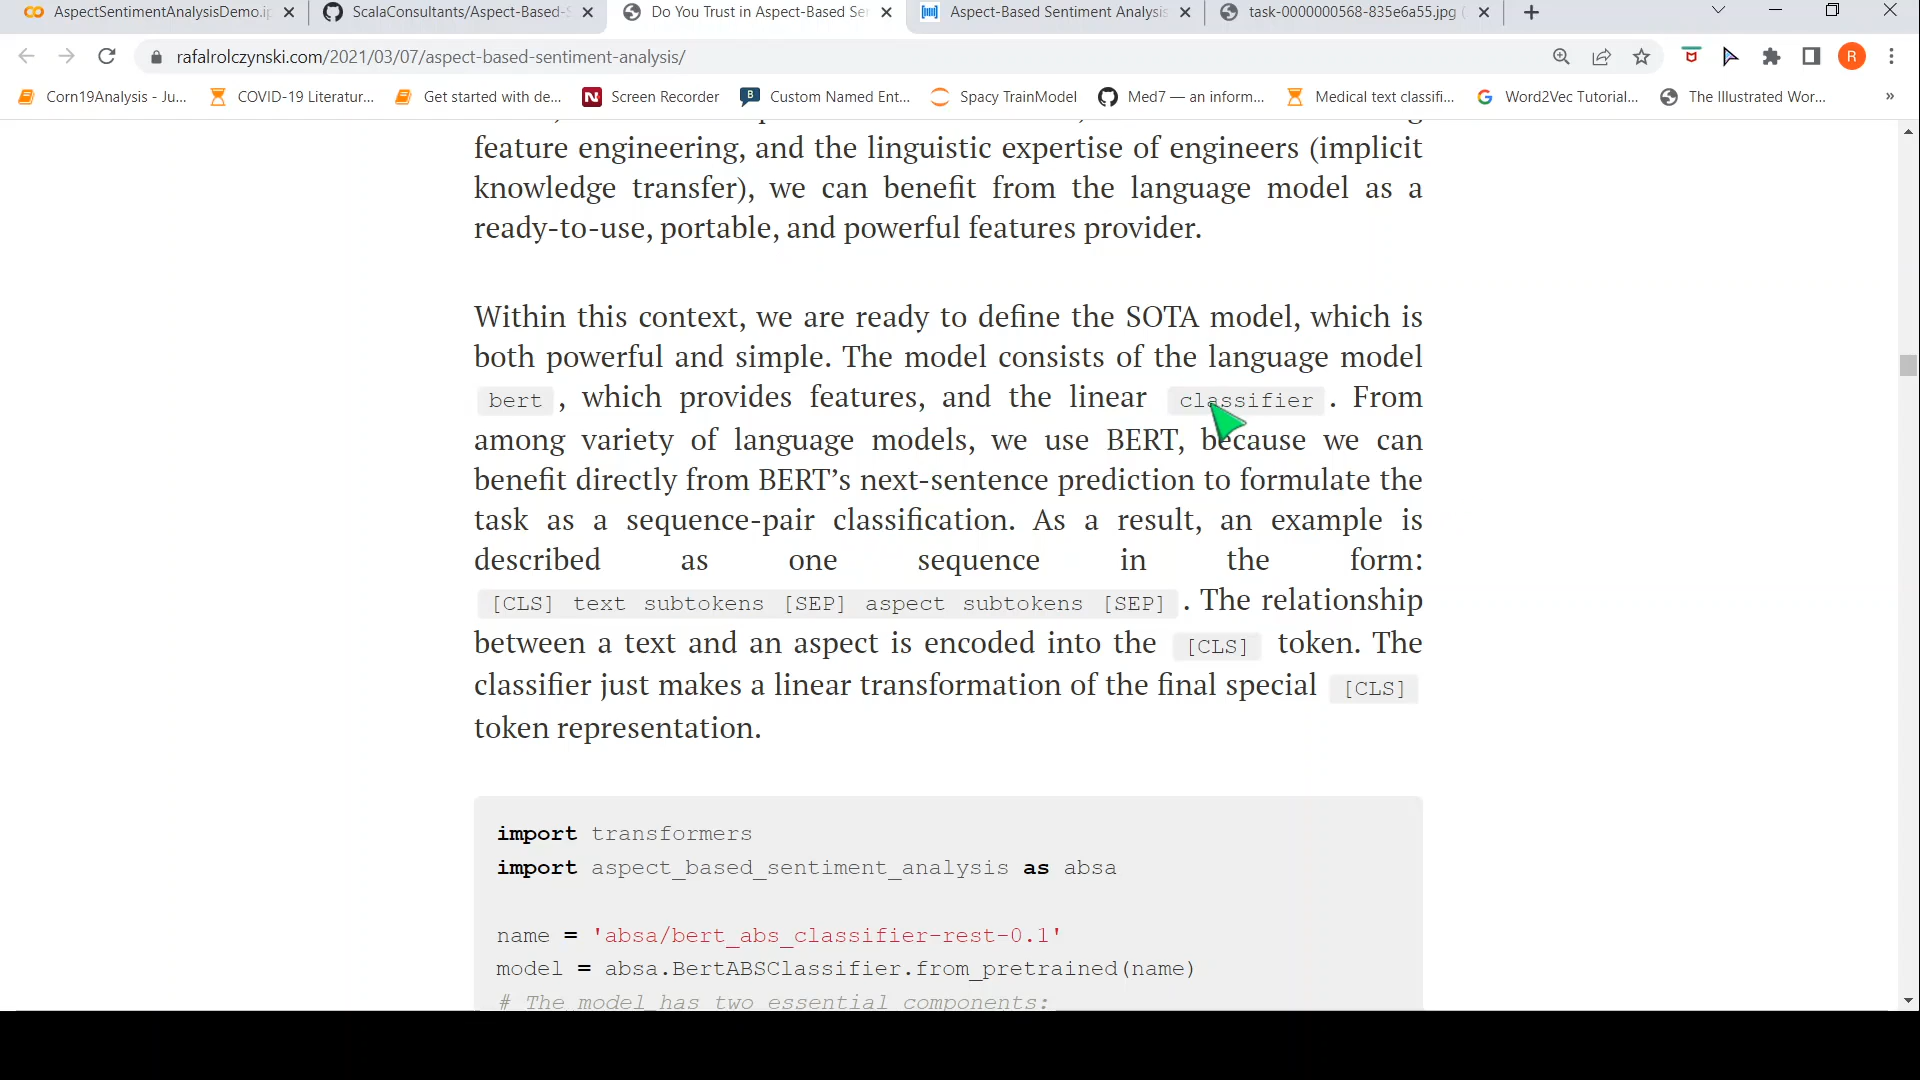 AspectSentimentAnalysisDemo.ip
ScalaConsultants/Aspect-Based-S
Do You Trust in Aspect-Based Se
Aspect-Based Sentiment Analysis
task-0000000568-835e6a55.jpg (
rafalrolczynski.com/2021/03/07/aspect-based-sentiment-analysis/
R
Corn19Analysis - Ju...
COVID-19 Literatur...
Get started with de...
N
Screen Recorder
B
Custom Named Ent...
Spacy TrainModel
Med7 — an inform...
Medical text classifi...
G
Word2Vec Tutorial...
The Illustrated Wor...
»
feature engineering, and the linguistic expertise of engineers (implicit
knowledge transfer), we can benefit from the language model as a
ready-to-use, portable, and powerful features provider.
Within this context, we are ready to define the SOTA model, which is
both powerful and simple. The model consists of the language model
bert , which provides features, and the linear classifier . From
among variety of language models, we use BERT, because we can
benefit directly from BERT’s next-sentence prediction to formulate the
task as a sequence-pair classification. As a result, an example is
described as one sequence in the form:
[CLS] text subtokens [SEP] aspect subtokens [SEP] . The relationship
between a text and an aspect is encoded into the [CLS] token. The
classifier just makes a linear transformation of the final special [CLS]
token representation.
import transformers
import aspect_based_sentiment_analysis as absa
name = 'absa/bert_abs_classifier-rest-0.1'
model = absa.BertABSClassifier.from_pretrained(name)
# The model has two essential components: